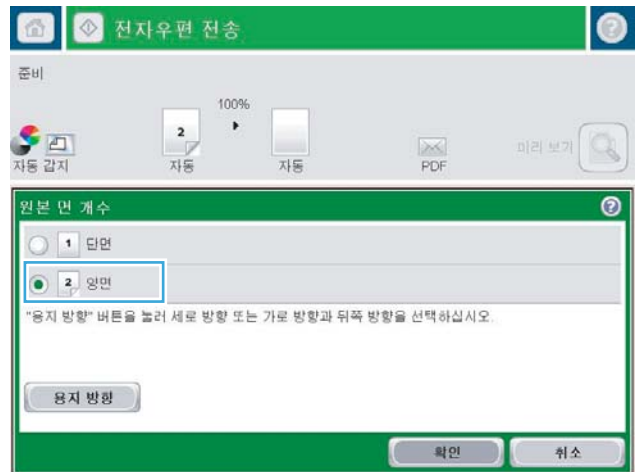 전자우편 전송
준비
100%
2
자동 감지
자동
자동
PDF
미리 보기
원본 면 개수
1 단면
2 양면
"용지 방향" 버튼을 눌러 세로 방향 또는 가로 방향과 뒤쪽 방향을 선택하십시오.
용지 방향
확인
취소